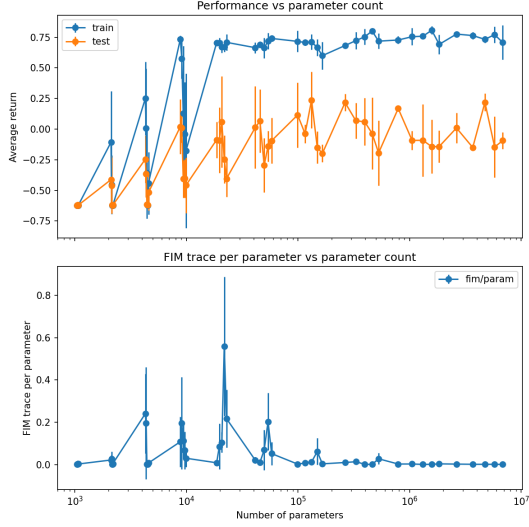 Performance vs parameter count
train
test
0.75
0.50
0.25
0.00
−0.25
−0.50
−0.75
Average return
FIM trace per parameter vs parameter count
fim/param
0.8
0.6
0.4
0.2
0.0
FIM trace per parameter
10³ 10⁴ 10⁵ 10⁶ 10⁷
Number of parameters